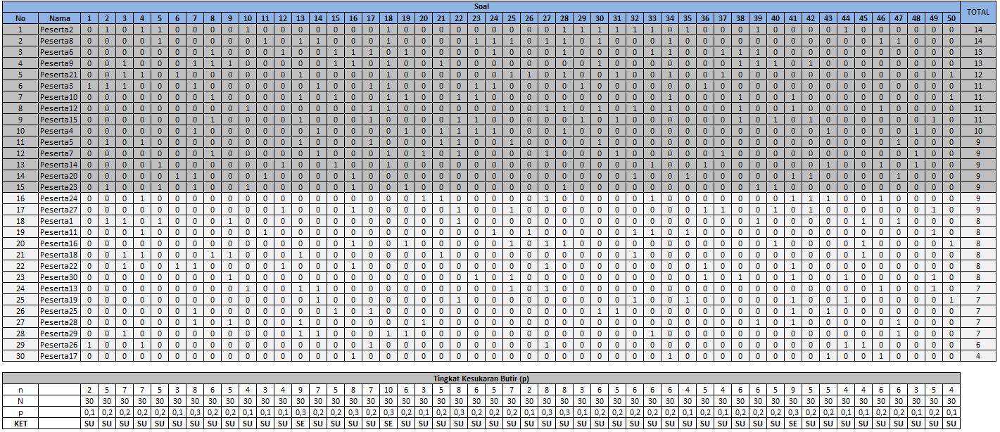 Soal TOTAL
No Nama 1 2 3 4 5 6 7 8 9 10 11 12 13 14 15 16 17 18 19 20 21 22 23 24 25 26 27 28 29 30 31 32 33 34 35 36 37 38 39 40 41 42 43 44 45 46 47 48 49 50
1 Peserta2 0 1 0 1 1 0 0 0 0 1 0 0 0 0 0 0 0 1 0 0 0 0 0 0 0 0 0 1 1 1 1 1 1 0 1 0 0 0 1 0 0 0 0 1 0 0 0 0 0 0 14
2 Peserta8 0 0 0 0 1 0 0 0 0 0 1 0 1 1 0 0 0 1 0 0 0 0 1 1 1 0 1 1 0 1 0 0 0 1 0 0 0 0 0 0 0 0 0 0 0 1 1 0 0 0 14
3 Peserta6 0 0 0 0 0 0 0 1 0 0 0 1 0 0 1 1 1 0 1 0 0 0 0 1 0 0 0 1 0 0 0 0 1 1 0 0 1 1 1 0 0 0 0 0 0 0 0 0 0 0 13
4 Peserta9 0 0 1 0 0 0 1 1 1 0 0 0 0 0 1 1 0 1 0 0 1 0 0 0 0 0 0 0 0 1 0 0 0 0 0 0 0 1 1 1 0 1 0 0 0 0 0 0 0 0 13
5 Peserta21 0 0 1 1 0 1 0 0 0 0 0 0 1 0 0 0 0 1 0 0 0 0 0 0 1 1 0 1 0 0 1 0 0 1 0 0 1 0 0 0 0 0 0 0 0 0 0 0 0 1 12
6 Peserta3 1 1 1 0 0 0 1 0 0 0 0 0 0 1 0 0 1 1 0 0 0 0 1 1 0 0 0 0 1 0 0 0 0 0 0 1 0 0 0 0 0 0 0 0 0 0 0 0 0 0 11
7 Peserta10 0 0 0 0 0 0 0 1 0 0 0 0 1 0 1 0 0 1 1 0 0 1 1 0 0 0 0 0 0 0 0 0 0 1 0 0 0 1 0 0 1 0 0 0 0 0 0 0 0 1 11
8 Peserta12 0 0 0 0 0 0 0 0 0 1 0 0 0 0 0 0 1 1 0 0 0 0 0 0 0 0 1 1 0 1 0 1 0 1 0 0 0 1 0 0 1 0 0 0 0 1 0 0 0 0 11
9 Peserta15 0 0 0 0 0 0 0 1 0 0 0 0 1 0 0 0 1 0 0 0 0 1 1 0 0 0 0 0 1 0 1 0 0 0 0 0 0 1 0 1 0 1 0 0 0 0 0 0 1 0 11
10 Peserta4 0 0 0 0 0 0 1 0 0 0 0 0 0 1 0 0 0 0 1 0 1 1 1 1 0 0 0 1 0 0 0 0 0 0 0 0 0 0 0 0 0 0 1 0 0 0 0 1 0 0 10
11 Peserta5 0 1 0 1 0 0 0 0 0 0 0 0 1 0 0 0 1 0 0 0 1 1 0 0 1 0 0 0 0 1 0 0 0 0 0 0 0 0 0 0 0 0 0 0 0 0 1 0 0 0 9
12 Peserta7 0 0 0 0 0 0 0 1 0 0 0 0 0 1 0 0 0 1 0 1 0 1 0 0 0 0 1 0 0 0 1 0 0 0 0 0 1 0 0 0 0 0 0 0 0 0 0 1 0 0 9
13 Peserta14 0 0 0 0 1 0 0 0 0 0 0 1 0 0 1 0 0 1 0 0 0 0 0 0 0 0 0 0 0 0 0 0 1 0 0 1 0 0 0 0 0 0 1 0 0 1 0 1 0 0 9
14 Peserta20 0 0 0 0 0 1 1 0 0 0 1 0 0 0 0 1 0 0 0 0 0 0 0 0 0 0 0 0 0 0 0 1 0 0 1 0 0 0 0 0 1 1 0 0 0 0 1 0 0 0 9
15 Peserta23 0 1 0 0 1 0 1 0 0 1 0 0 0 0 0 1 0 0 1 0 0 0 0 0 0 0 0 1 0 0 0 0 0 0 0 0 0 0 1 1 0 0 0 0 0 0 0 0 0 0 9
16 Peserta24 0 0 0 1 0 0 0 0 0 0 0 0 0 0 0 0 0 0 0 1 1 0 0 0 0 0 1 0 0 0 0 0 1 0 0 0 0 0 0 0 1 1 1 0 0 1 0 0 0 0 9
17 Peserta27 0 0 0 0 0 0 0 0 0 0 0 1 0 0 0 1 0 0 0 0 0 1 0 0 1 0 0 0 0 0 0 0 0 0 0 1 1 0 0 1 0 1 0 0 0 0 0 0 1 0 9
18 Peserta1 0 1 1 0 1 0 0 0 1 0 0 0 0 0 0 0 0 0 0 0 0 1 0 0 0 0 0 0 0 0 0 0 0 0 0 0 0 0 1 0 0 0 0 0 1 0 1 0 0 0 8
19 Peserta11 0 0 0 1 0 0 0 0 0 0 1 0 0 0 0 0 0 0 0 0 0 0 0 1 0 1 0 0 0 0 0 1 1 0 1 0 0 0 0 0 0 0 0 0 0 0 0 0 1 0 8
20 Peserta16 0 0 0 0 0 0 0 0 0 0 0 0 0 0 0 1 0 0 1 0 0 0 0 0 1 0 1 1 0 0 0 0 0 0 0 0 0 0 0 1 0 0 0 0 1 0 0 0 0 1 8
21 Peserta18 0 0 1 1 0 0 0 1 1 0 0 0 1 0 0 0 0 0 0 0 1 0 0 0 0 0 0 0 0 0 0 1 0 0 0 0 0 0 0 0 0 0 0 0 1 0 0 0 0 0 8
22 Peserta22 0 0 1 0 0 1 1 0 0 0 0 1 0 0 0 1 0 0 0 0 0 0 0 0 0 0 1 0 0 0 0 0 0 0 0 1 0 0 0 0 1 0 0 0 0 0 0 0 0 0 8
23 Peserta30 0 0 0 0 0 0 0 0 1 0 0 0 0 0 0 0 0 0 0 0 0 0 1 0 1 0 0 0 0 0 0 0 0 0 0 1 0 1 0 0 1 0 0 1 0 0 0 0 1 0 8
24 Peserta13 0 0 0 0 0 0 0 0 0 1 0 0 1 1 0 0 0 0 0 0 0 0 0 0 1 0 1 0 0 0 0 0 0 0 0 0 0 0 0 0 0 0 0 0 0 1 0 0 1 0 7
25 Peserta19 0 0 0 0 0 0 0 0 0 0 0 0 0 1 0 0 0 0 0 0 0 1 0 0 0 0 0 0 0 0 0 1 0 0 1 0 0 0 0 0 1 0 0 1 0 0 0 0 0 1 7
26 Peserta25 0 0 0 0 0 0 1 0 0 0 0 0 0 0 1 0 1 0 0 0 0 0 0 0 0 0 0 0 0 1 1 0 0 0 0 0 0 0 0 0 1 0 1 0 0 0 0 0 0 0 7
27 Peserta28 0 0 0 0 0 0 1 0 1 0 0 0 1 0 0 0 0 0 0 1 0 0 0 0 0 0 0 0 0 0 0 0 0 0 0 0 0 0 1 0 1 0 0 0 0 0 1 0 0 0 7
28 Peserta29 0 0 1 0 0 0 0 0 0 0 0 0 1 1 0 0 0 1 1 0 0 0 0 0 0 0 0 0 0 0 0 0 1 0 0 0 0 0 0 0 0 0 0 0 0 0 1 0 0 0 7
29 Peserta26 1 0 0 1 0 0 0 0 0 0 0 0 0 0 0 0 1 0 0 0 0 0 0 0 0 0 1 0 0 0 0 0 0 0 0 0 0 0 0 0 0 0 0 1 1 0 0 0 0 0 6
30 Peserta17 0 0 0 0 0 0 0 0 0 0 0 0 0 0 0 1 0 0 0 0 0 0 0 0 0 0 0 0 0 0 0 0 0 1 0 0 0 0 0 0 0 0 1 0 0 1 0 0 0 0 4
Tingkat Kesukaran Butir (p)
n 2 5 7 7 5 3 8 6 5 4 3 4 9 7 5 8 7 10 6 3 5 8 6 5 7 2 8 8 3 6 5 6 6 6 4 5 4 6 6 5 9 5 5 4 4 6 6 3 5 4
N 30 30 30 30 30 30 30 30 30 30 30 30 30 30 30 30 30 30 30 30 30 30 30 30 30 30 30 30 30 30 30 30 30 30 30 30 30 30 30 30 30 30 30 30 30 30 30 30 30 30
p 0,1 0,2 0,2 0,2 0,2 0,1 0,3 0,2 0,2 0,1 0,1 0,1 0,3 0,2 0,2 0,3 0,2 0,3 0,2 0,1 0,2 0,3 0,2 0,2 0,2 0,1 0,3 0,3 0,1 0,2 0,2 0,2 0,2 0,2 0,1 0,2 0,1 0,2 0,2 0,2 0,3 0,2 0,2 0,1 0,1 0,2 0,2 0,1 0,2 0,1
KET SU SU SU SU SU SU SU SU SU SU SU SU SE SU SU SU SU SE SU SU SU SU SU SU SU SU SU SU SU SU SU SU SU SU SU SU SU SU SU SU SE SU SU SU SU SU SU SU SU SU